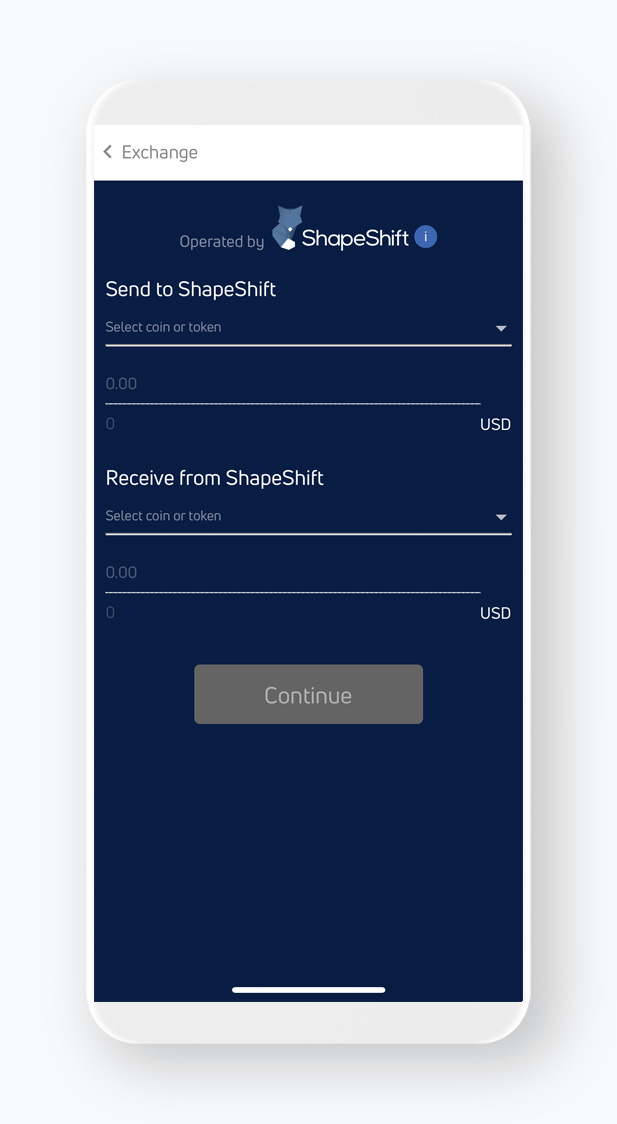 Exchange
Operated by ShapeShift i
Send to ShapeShift
Select coin or token
0.00
0 USD
Receive from ShapeShift
Select coin or token
0.00
0 USD
Continue